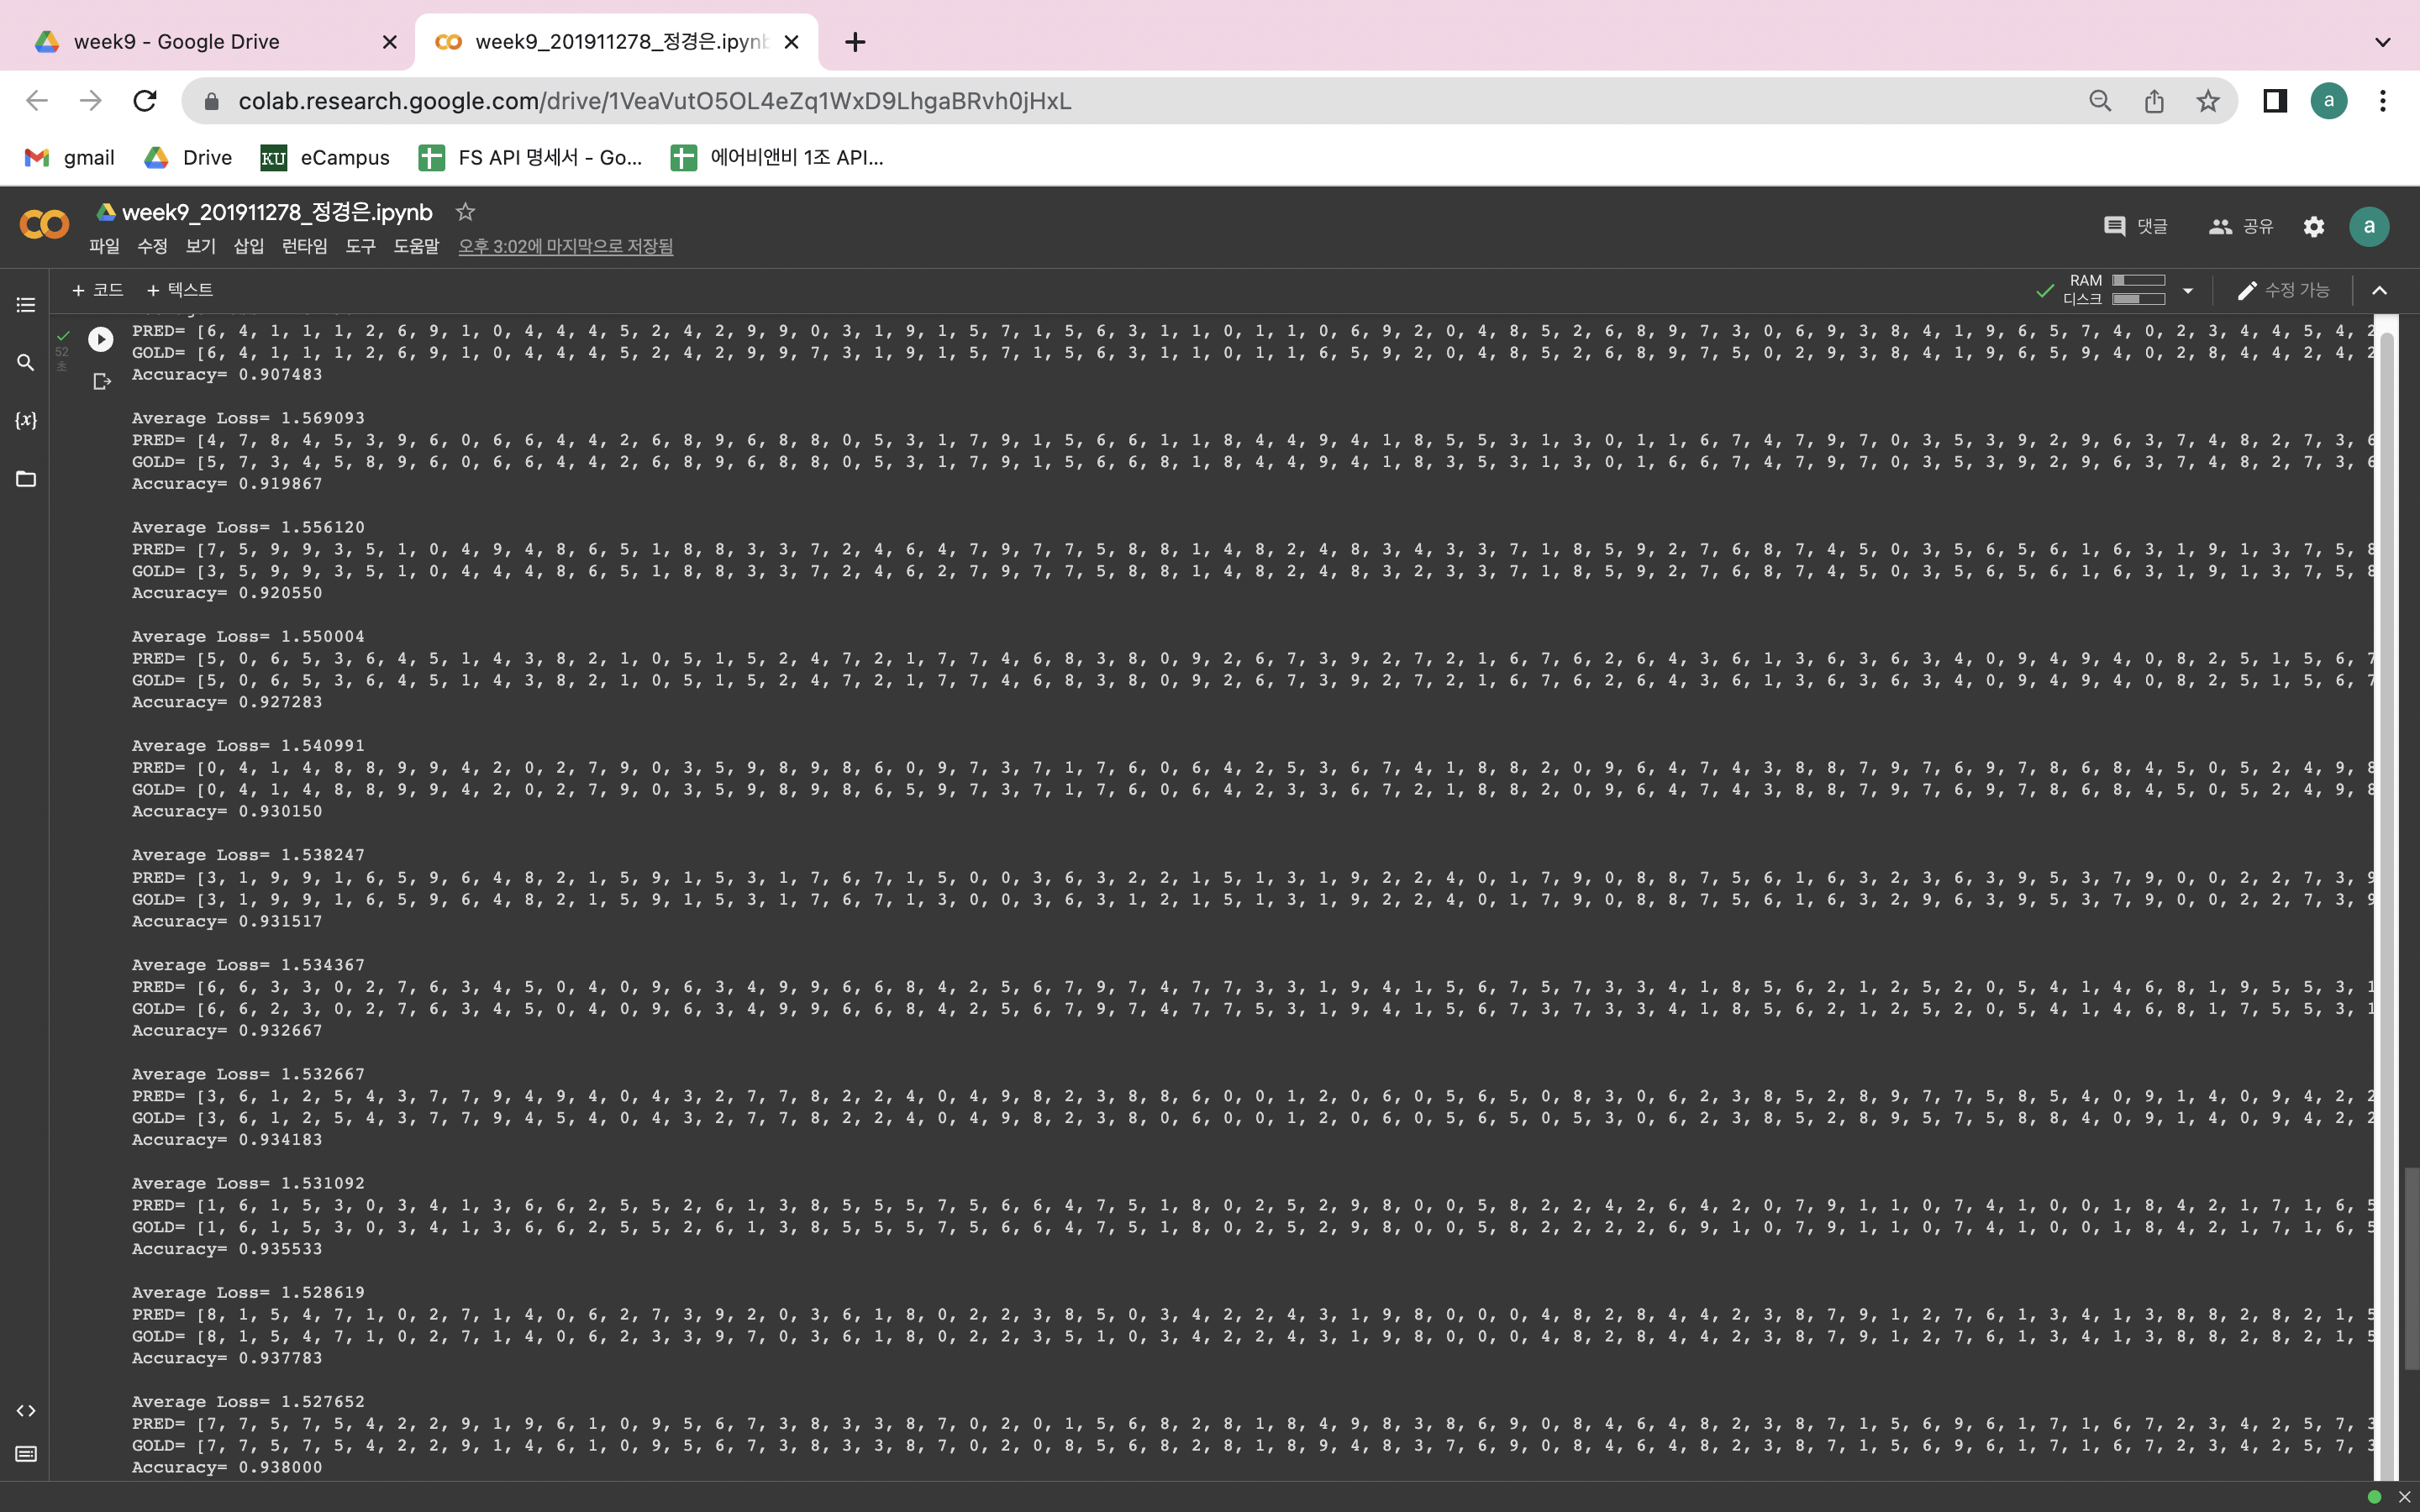 week9 - Google Drive
week9_201911278_정경은.ipynb
colab.research.google.com/drive/1VeaVutO5OL4eZq1WxD9LhgaBRvh0jHxL
a
gmail
Drive
KU
eCampus
FS API 명세서 - Go...
에어비앤비 1조 API...
week9_201911278_정경은.ipynb
댓글
공유
a
파일 수정 보기 삽입 런타임 도구 도움말 오후 3:02에 마지막으로 저장됨
+ 코드 + 텍스트
RAM
디스크
수정 가능
52
초
PRED= [6, 4, 1, 1, 1, 2, 6, 9, 1, 0, 4, 4, 4, 5, 2, 4, 2, 9, 9, 0, 3, 1, 9, 1, 5, 7, 1, 5, 6, 3, 1, 1, 0, 1, 1, 0, 6, 9, 2, 0, 4, 8, 5, 2, 6, 8, 9, 7, 3, 0, 6, 9, 3, 8, 4, 1, 9, 6, 5, 7, 4, 0, 2, 3, 4, 4, 5, 4, 2
GOLD= [6, 4, 1, 1, 1, 2, 6, 9, 1, 0, 4, 4, 4, 5, 2, 4, 2, 9, 9, 7, 3, 1, 9, 1, 5, 7, 1, 5, 6, 3, 1, 1, 0, 1, 1, 6, 5, 9, 2, 0, 4, 8, 5, 2, 6, 8, 9, 7, 5, 0, 2, 9, 3, 8, 4, 1, 9, 6, 5, 9, 4, 0, 2, 8, 4, 4, 2, 4, 2
Accuracy= 0.907483
Average Loss= 1.569093
PRED= [4, 7, 8, 4, 5, 3, 9, 6, 0, 6, 6, 4, 4, 2, 6, 8, 9, 6, 8, 8, 0, 5, 3, 1, 7, 9, 1, 5, 6, 6, 1, 1, 8, 4, 4, 9, 4, 1, 8, 5, 5, 3, 1, 3, 0, 1, 1, 6, 7, 4, 7, 9, 7, 0, 3, 5, 3, 9, 2, 9, 6, 3, 7, 4, 8, 2, 7, 3, 6
GOLD= [5, 7, 3, 4, 5, 8, 9, 6, 0, 6, 6, 4, 4, 2, 6, 8, 9, 6, 8, 8, 0, 5, 3, 1, 7, 9, 1, 5, 6, 6, 8, 1, 8, 4, 4, 9, 4, 1, 8, 3, 5, 3, 1, 3, 0, 1, 6, 6, 7, 4, 7, 9, 7, 0, 3, 5, 3, 9, 2, 9, 6, 3, 7, 4, 8, 2, 7, 3, 6
Accuracy= 0.919867
Average Loss= 1.556120
PRED= [7, 5, 9, 9, 3, 5, 1, 0, 4, 9, 4, 8, 6, 5, 1, 8, 8, 3, 3, 7, 2, 4, 6, 4, 7, 9, 7, 7, 5, 8, 8, 1, 4, 8, 2, 4, 8, 3, 4, 3, 3, 7, 1, 8, 5, 9, 2, 7, 6, 8, 7, 4, 5, 0, 3, 5, 6, 5, 6, 1, 6, 3, 1, 9, 1, 3, 7, 5, 8
GOLD= [3, 5, 9, 9, 3, 5, 1, 0, 4, 4, 4, 8, 6, 5, 1, 8, 8, 3, 3, 7, 2, 4, 6, 2, 7, 9, 7, 7, 5, 8, 8, 1, 4, 8, 2, 4, 8, 3, 2, 3, 3, 7, 1, 8, 5, 9, 2, 7, 6, 8, 7, 4, 5, 0, 3, 5, 6, 5, 6, 1, 6, 3, 1, 9, 1, 3, 7, 5, 8
Accuracy= 0.920550
Average Loss= 1.550004
PRED= [5, 0, 6, 5, 3, 6, 4, 5, 1, 4, 3, 8, 2, 1, 0, 5, 1, 5, 2, 4, 7, 2, 1, 7, 7, 4, 6, 8, 3, 8, 0, 9, 2, 6, 7, 3, 9, 2, 7, 2, 1, 6, 7, 6, 2, 6, 4, 3, 6, 1, 3, 6, 3, 6, 3, 4, 0, 9, 4, 9, 4, 0, 8, 2, 5, 1, 5, 6, 7
GOLD= [5, 0, 6, 5, 3, 6, 4, 5, 1, 4, 3, 8, 2, 1, 0, 5, 1, 5, 2, 4, 7, 2, 1, 7, 7, 4, 6, 8, 3, 8, 0, 9, 2, 6, 7, 3, 9, 2, 7, 2, 1, 6, 7, 6, 2, 6, 4, 3, 6, 1, 3, 6, 3, 6, 3, 4, 0, 9, 4, 9, 4, 0, 8, 2, 5, 1, 5, 6, 7
Accuracy= 0.927283
Average Loss= 1.540991
PRED= [0, 4, 1, 4, 8, 8, 9, 9, 4, 2, 0, 2, 7, 9, 0, 3, 5, 9, 8, 9, 8, 6, 0, 9, 7, 3, 7, 1, 7, 6, 0, 6, 4, 2, 5, 3, 6, 7, 4, 1, 8, 8, 2, 0, 9, 6, 4, 7, 4, 3, 8, 8, 7, 9, 7, 6, 9, 7, 8, 6, 8, 4, 5, 0, 5, 2, 4, 9, 8
GOLD= [0, 4, 1, 4, 8, 8, 9, 9, 4, 2, 0, 2, 7, 9, 0, 3, 5, 9, 8, 9, 8, 6, 5, 9, 7, 3, 7, 1, 7, 6, 0, 6, 4, 2, 3, 3, 6, 7, 2, 1, 8, 8, 2, 0, 9, 6, 4, 7, 4, 3, 8, 8, 7, 9, 7, 6, 9, 7, 8, 6, 8, 4, 5, 0, 5, 2, 4, 9, 8
Accuracy= 0.930150
Average Loss= 1.538247
PRED= [3, 1, 9, 9, 1, 6, 5, 9, 6, 4, 8, 2, 1, 5, 9, 1, 5, 3, 1, 7, 6, 7, 1, 5, 0, 0, 3, 6, 3, 2, 2, 1, 5, 1, 3, 1, 9, 2, 2, 4, 0, 1, 7, 9, 0, 8, 8, 7, 5, 6, 1, 6, 3, 2, 3, 6, 3, 9, 5, 3, 7, 9, 0, 0, 2, 2, 7, 3, 9
GOLD= [3, 1, 9, 9, 1, 6, 5, 9, 6, 4, 8, 2, 1, 5, 9, 1, 5, 3, 1, 7, 6, 7, 1, 3, 0, 0, 3, 6, 3, 1, 2, 1, 5, 1, 3, 1, 9, 2, 2, 4, 0, 1, 7, 9, 0, 8, 8, 7, 5, 6, 1, 6, 3, 2, 9, 6, 3, 9, 5, 3, 7, 9, 0, 0, 2, 2, 7, 3, 9
Accuracy= 0.931517
Average Loss= 1.534367
PRED= [6, 6, 3, 3, 0, 2, 7, 6, 3, 4, 5, 0, 4, 0, 9, 6, 3, 4, 9, 9, 6, 6, 8, 4, 2, 5, 6, 7, 9, 7, 4, 7, 7, 3, 3, 1, 9, 4, 1, 5, 6, 7, 5, 7, 3, 3, 4, 1, 8, 5, 6, 2, 1, 2, 5, 2, 0, 5, 4, 1, 4, 6, 8, 1, 9, 5, 5, 3, 1
GOLD= [6, 6, 2, 3, 0, 2, 7, 6, 3, 4, 5, 0, 4, 0, 9, 6, 3, 4, 9, 9, 6, 6, 8, 4, 2, 5, 6, 7, 9, 7, 4, 7, 7, 5, 3, 1, 9, 4, 1, 5, 6, 7, 3, 7, 3, 3, 4, 1, 8, 5, 6, 2, 1, 2, 5, 2, 0, 5, 4, 1, 4, 6, 8, 1, 7, 5, 5, 3, 1
Accuracy= 0.932667
Average Loss= 1.532667
PRED= [3, 6, 1, 2, 5, 4, 3, 7, 7, 9, 4, 9, 4, 0, 4, 3, 2, 7, 7, 8, 2, 2, 4, 0, 4, 9, 8, 2, 3, 8, 8, 6, 0, 0, 1, 2, 0, 6, 0, 5, 6, 5, 0, 8, 3, 0, 6, 2, 3, 8, 5, 2, 8, 9, 7, 7, 5, 8, 5, 4, 0, 9, 1, 4, 0, 9, 4, 2, 2
GOLD= [3, 6, 1, 2, 5, 4, 3, 7, 7, 9, 4, 5, 4, 0, 4, 3, 2, 7, 7, 8, 2, 2, 4, 0, 4, 9, 8, 2, 3, 8, 0, 6, 0, 0, 1, 2, 0, 6, 0, 5, 6, 5, 0, 5, 3, 0, 6, 2, 3, 8, 5, 2, 8, 9, 5, 7, 5, 8, 8, 4, 0, 9, 1, 4, 0, 9, 4, 2, 2
Accuracy= 0.934183
Average Loss= 1.531092
PRED= [1, 6, 1, 5, 3, 0, 3, 4, 1, 3, 6, 6, 2, 5, 5, 2, 6, 1, 3, 8, 5, 5, 5, 7, 5, 6, 6, 4, 7, 5, 1, 8, 0, 2, 5, 2, 9, 8, 0, 0, 5, 8, 2, 2, 4, 2, 6, 4, 2, 0, 7, 9, 1, 1, 0, 7, 4, 1, 0, 0, 1, 8, 4, 2, 1, 7, 1, 6, 5
GOLD= [1, 6, 1, 5, 3, 0, 3, 4, 1, 3, 6, 6, 2, 5, 5, 2, 6, 1, 3, 8, 5, 5, 5, 7, 5, 6, 6, 4, 7, 5, 1, 8, 0, 2, 5, 2, 9, 8, 0, 0, 5, 8, 2, 2, 2, 2, 6, 9, 1, 0, 7, 9, 1, 1, 0, 7, 4, 1, 0, 0, 1, 8, 4, 2, 1, 7, 1, 6, 5
Accuracy= 0.935533
Average Loss= 1.528619
PRED= [8, 1, 5, 4, 7, 1, 0, 2, 7, 1, 4, 0, 6, 2, 7, 3, 9, 2, 0, 3, 6, 1, 8, 0, 2, 2, 3, 8, 5, 0, 3, 4, 2, 2, 4, 3, 1, 9, 8, 0, 0, 0, 4, 8, 2, 8, 4, 4, 2, 3, 8, 7, 9, 1, 2, 7, 6, 1, 3, 4, 1, 3, 8, 8, 2, 8, 2, 1, 5
GOLD= [8, 1, 5, 4, 7, 1, 0, 2, 7, 1, 4, 0, 6, 2, 3, 3, 9, 7, 0, 3, 6, 1, 8, 0, 2, 2, 3, 5, 1, 0, 3, 4, 2, 2, 4, 3, 1, 9, 8, 0, 0, 0, 4, 8, 2, 8, 4, 4, 2, 3, 8, 7, 9, 1, 2, 7, 6, 1, 3, 4, 1, 3, 8, 8, 2, 8, 2, 1, 5
Accuracy= 0.937783
Average Loss= 1.527652
PRED= [7, 7, 5, 7, 5, 4, 2, 2, 9, 1, 9, 6, 1, 0, 9, 5, 6, 7, 3, 8, 3, 3, 8, 7, 0, 2, 0, 1, 5, 6, 8, 2, 8, 1, 8, 4, 9, 8, 3, 8, 6, 9, 0, 8, 4, 6, 4, 8, 2, 3, 8, 7, 1, 5, 6, 9, 6, 1, 7, 1, 6, 7, 2, 3, 4, 2, 5, 7, 3
GOLD= [7, 7, 5, 7, 5, 4, 2, 2, 9, 1, 4, 6, 1, 0, 9, 5, 6, 7, 3, 8, 3, 3, 8, 7, 0, 2, 0, 8, 5, 6, 8, 2, 8, 1, 8, 9, 4, 8, 3, 7, 6, 9, 0, 8, 4, 6, 4, 8, 2, 3, 8, 7, 1, 5, 6, 9, 6, 1, 7, 1, 6, 7, 2, 3, 4, 2, 5, 7, 3
Accuracy= 0.938000